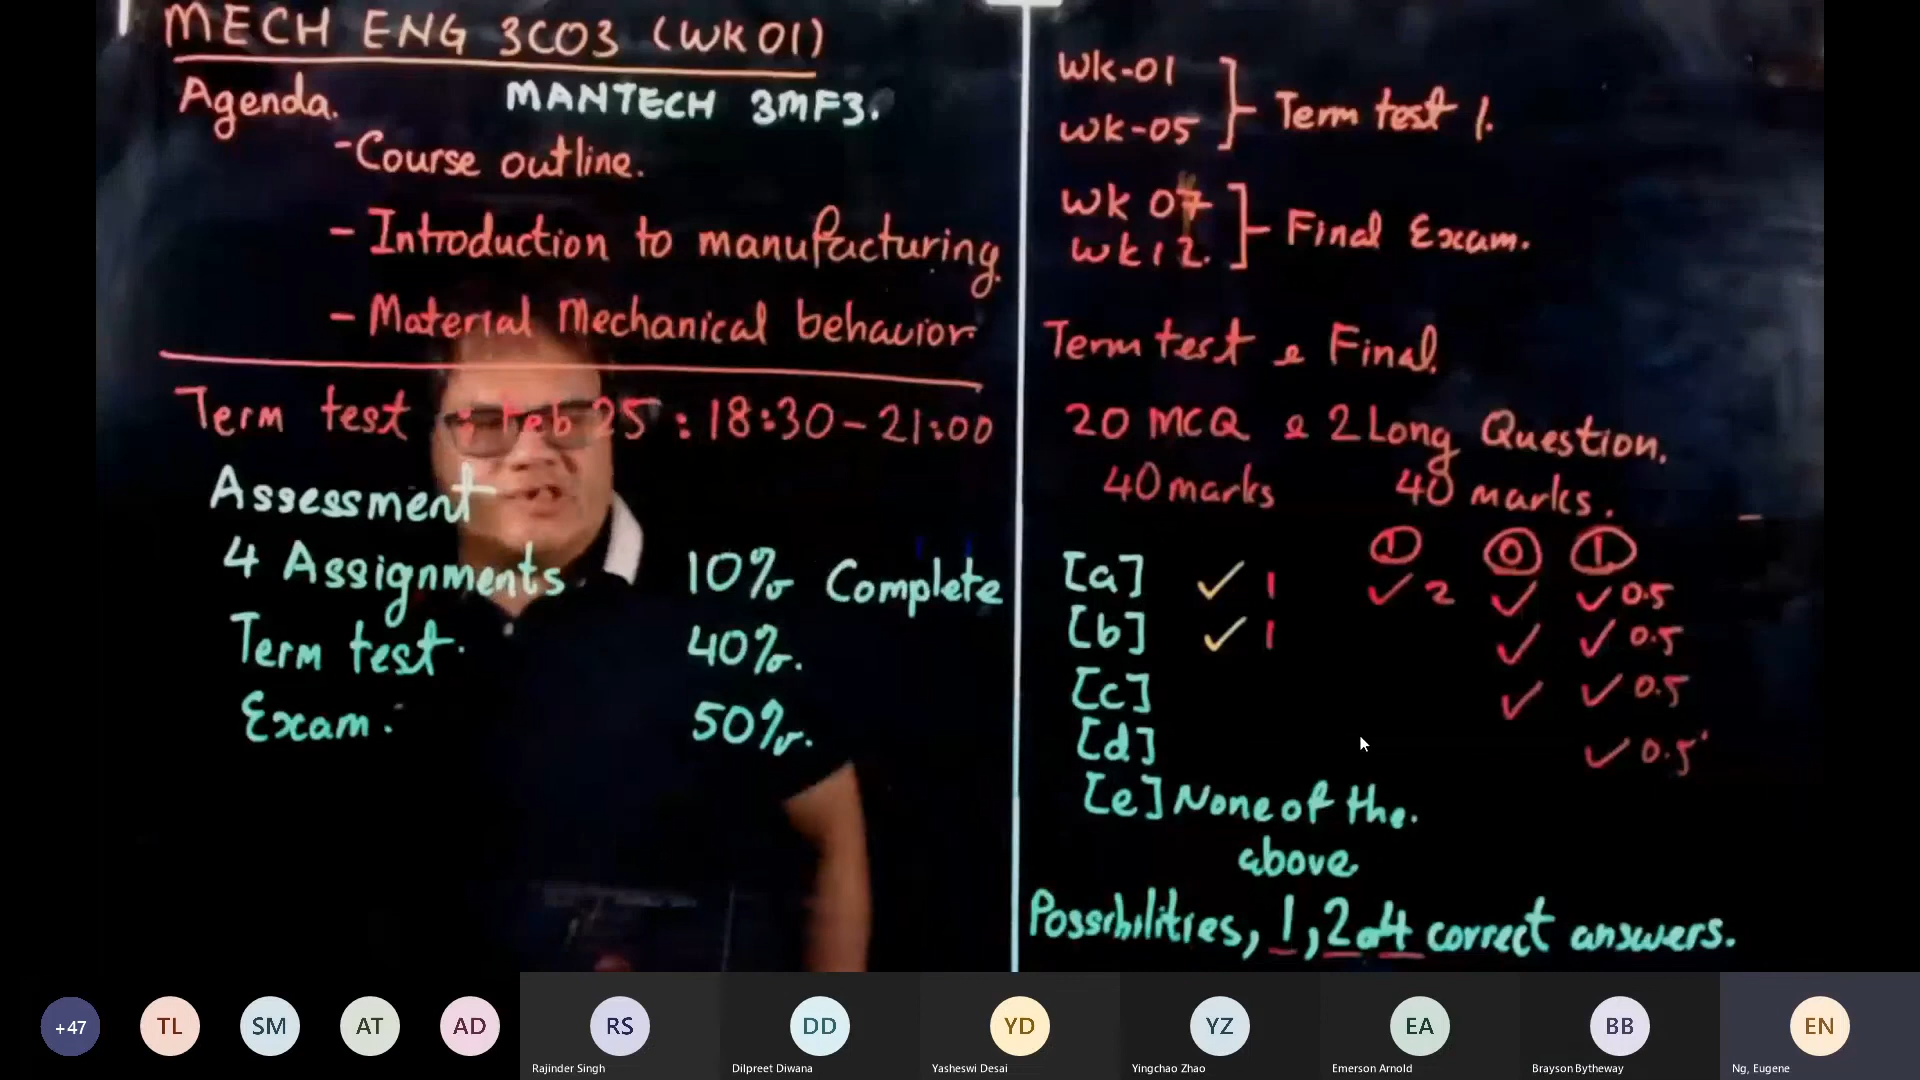 MECH ENG 3CO3 (WK 01)
Agenda.
MANTECH 3MF3.
- Course outline.
- Introduction to manufacturing.
- Material Mechanical behavior.
Term test : Feb 25 : 18:30 - 21:00
Assessment
4 Assignments 10% Complete
Term test. 40%.
Exam. 50%.
Wk-01
Wk-05
Term test 1.
Wk 07
Wk 12.
Final Exam.
Term test & Final.
20 MCQ & 2 Long Question.
40 marks 40 marks.
1 0 1
[a] ✓ 1 ✓ 2 ✓ ✓ 0.5
[b] ✓ 1 ✓ ✓ 0.5
[c] ✓ ✓ 0.5
[d] ✓ 0.5
[e] None of the.
above.
Possibilities, 1, 2 or 4 correct answers.
+47 TL SM AT AD RS DD YD YZ EA BB EN
Rajinder Singh Dilpreet Diwana Yasheswi Desai Yingchao Zhao Emerson Arnold Brayson Bytheway Ng, Eugene